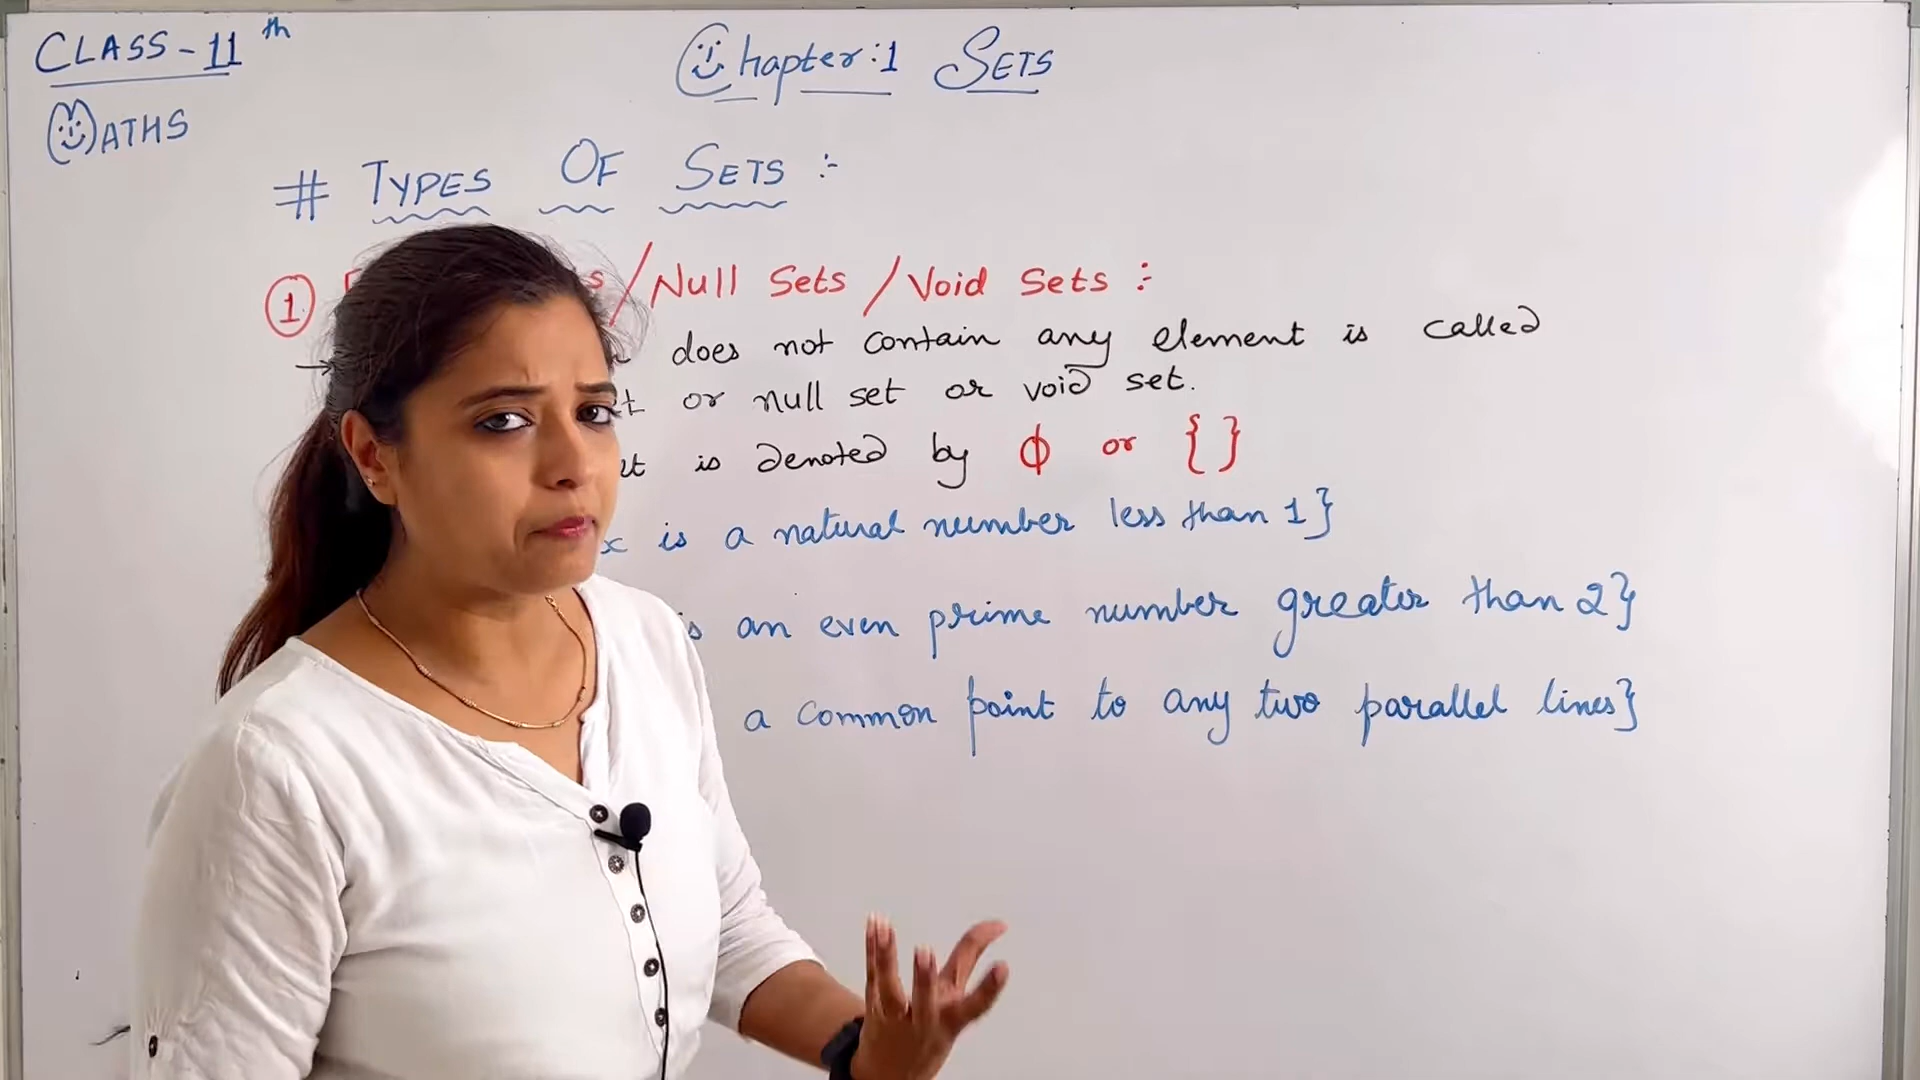 CLASS - 11th
Chapter:1 SETS
MATHS
# TYPES OF SETS :-
1 /Null Sets /Void Sets :-
→ does not contain any element is called
or null set or void set.
is denoted by ϕ or { }
x is a natural number less than 1}
an even prime number greater than 2}
a common point to any two parallel lines}